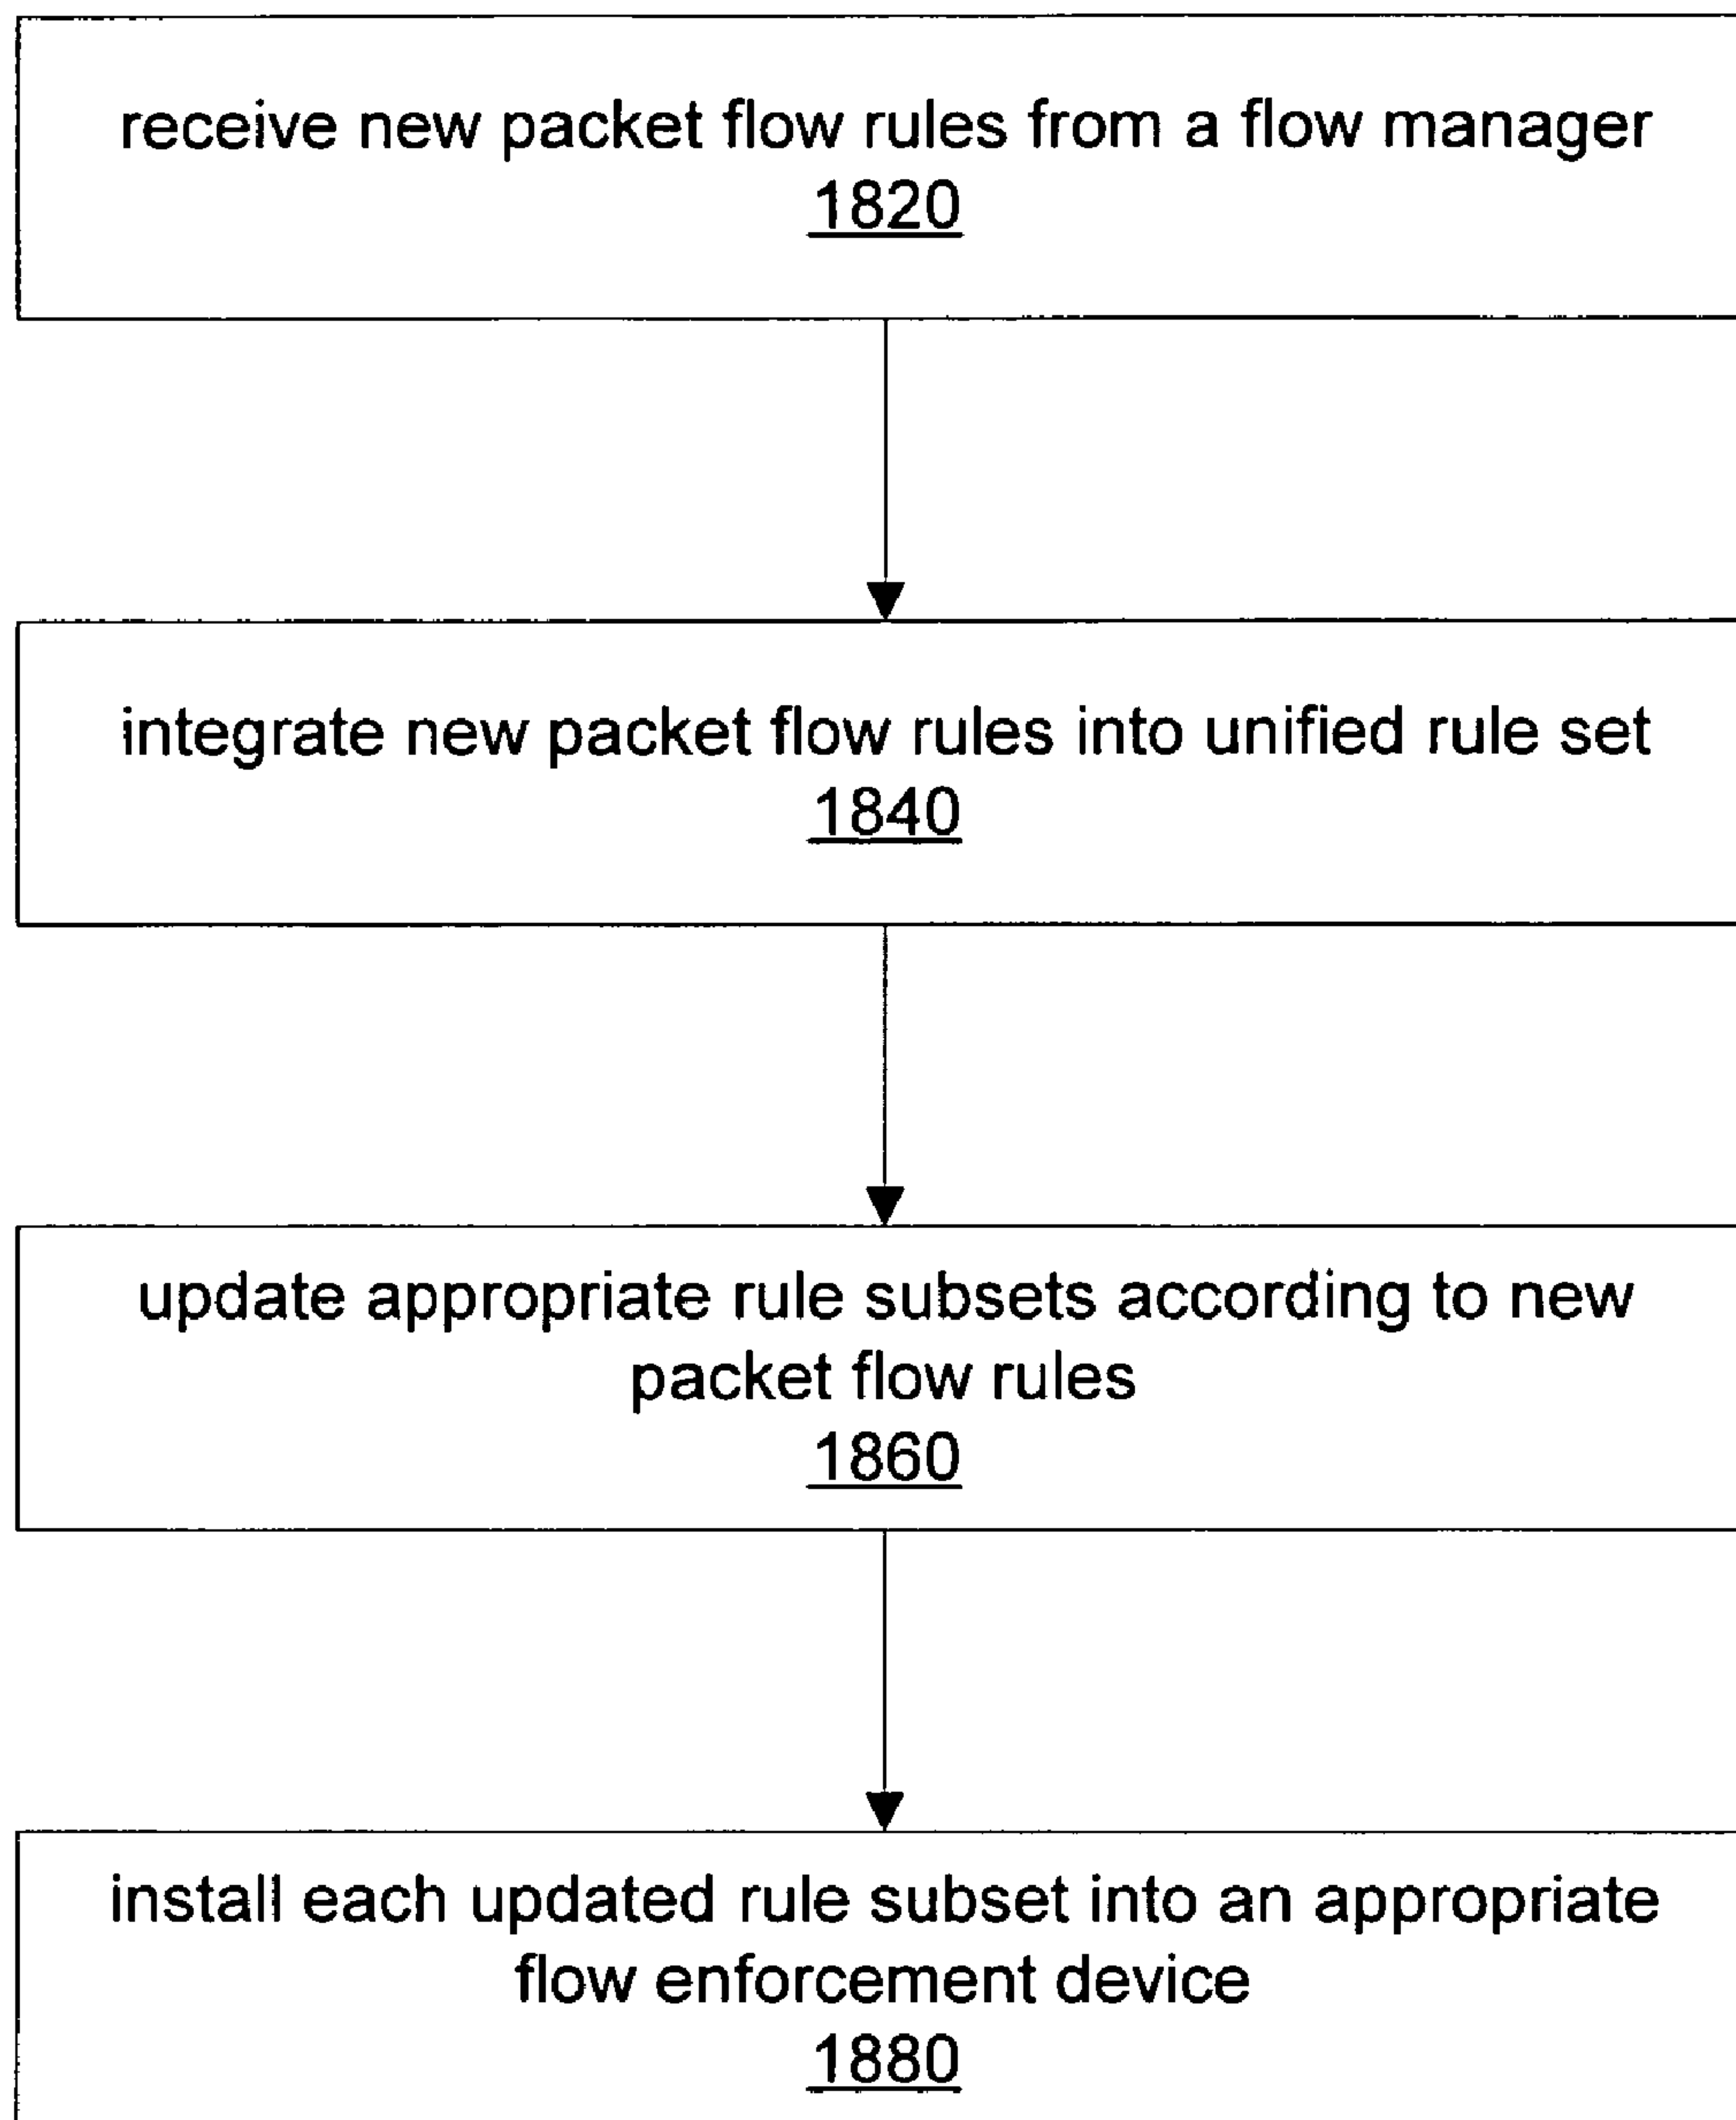 receive new packet flow rules from a flow manager
1820
integrate new packet flow rules into unified rule set
1840
update appropriate rule subsets according to new
packet flow rules
1860
install each updated rule subset into an appropriate
flow enforcement device
1880